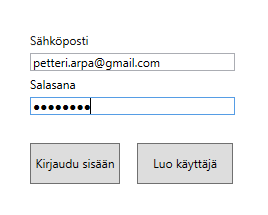 Sähköposti
petteri.arpa@gmail.com
Salasana
●●●●●●●●
Kirjaudu sisään
Luo käyttäjä